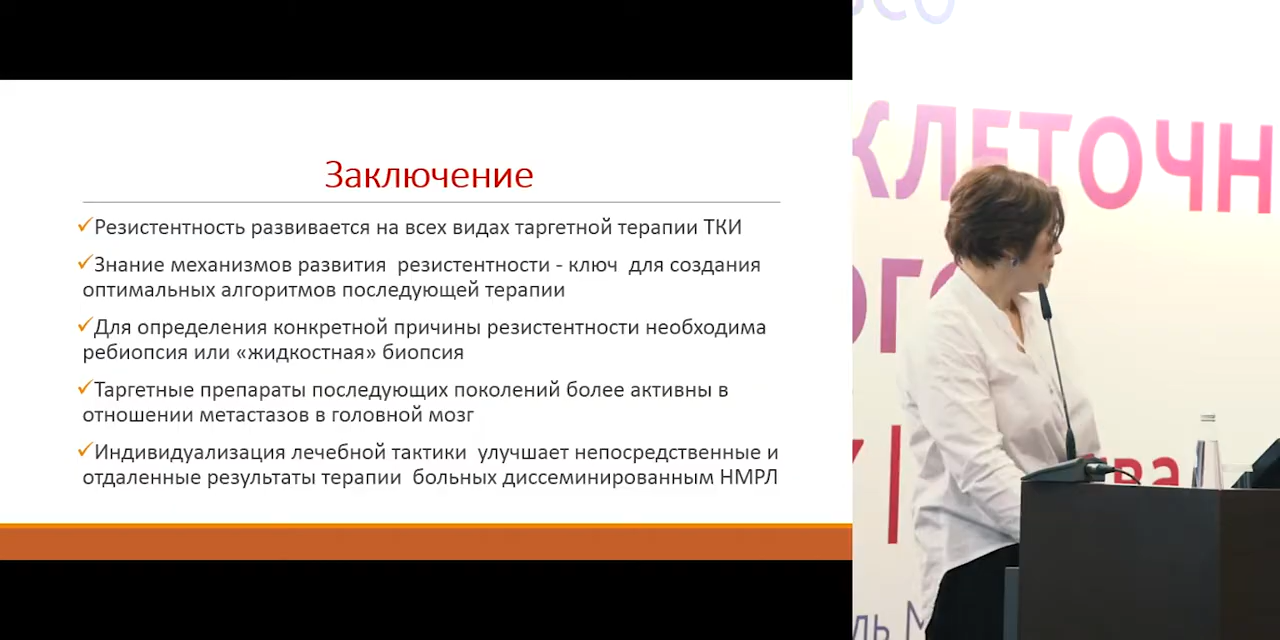 Заключение
Резистентность развивается на всех видах таргетной терапии ТКИ
Знание механизмов развития резистентности - ключ для создания
оптимальных алгоритмов последующей терапии
Для определения конкретной причины резистентности необходима
ребиопсия или «жидкостная» биопсия
Таргетные препараты последующих поколений более активны в
отношении метастазов в головной мозг
Индивидуализация лечебной тактики улучшает непосредственные и
отдаленные результаты терапии больных диссеминированным НМРЛ
КЛЕТОЧН